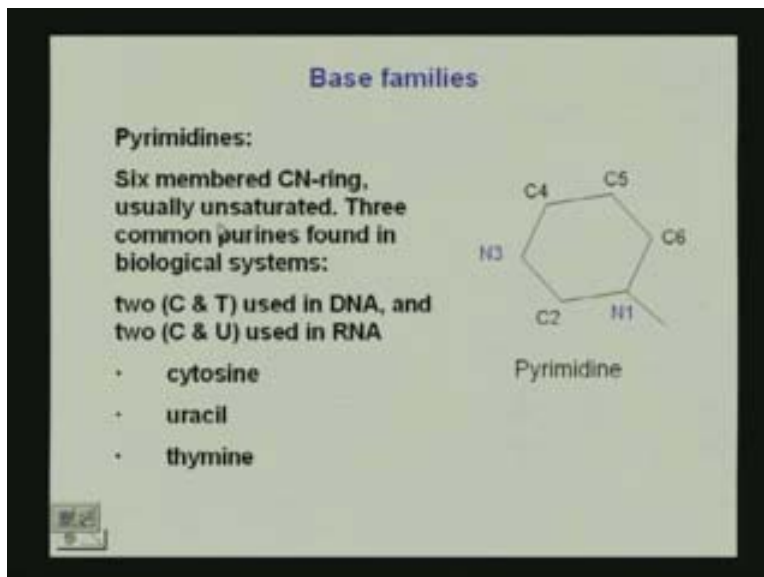 Base families
Pyrimidines:
Six membered CN-ring,
usually unsaturated. Three
common purines found in
biological systems:
two (C & T) used in DNA, and
two (C & U) used in RNA
· cytosine
· uracil
· thymine
C4
C5
N3
C6
C2
N1
Pyrimidine